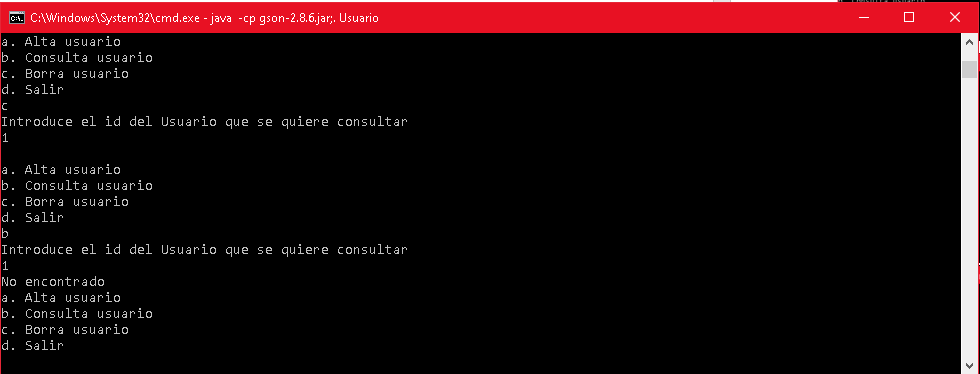 C:\Windows\System32\cmd.exe - java -cp gson-2.8.6.jar;. Usuario
a. Alta usuario
b. Consulta usuario
c. Borra usuario
d. Salir
c
Introduce el id del Usuario que se quiere consultar
1
a. Alta usuario
b. Consulta usuario
c. Borra usuario
d. Salir
b
Introduce el id del Usuario que se quiere consultar
1
No encontrado
a. Alta usuario
b. Consulta usuario
c. Borra usuario
d. Salir